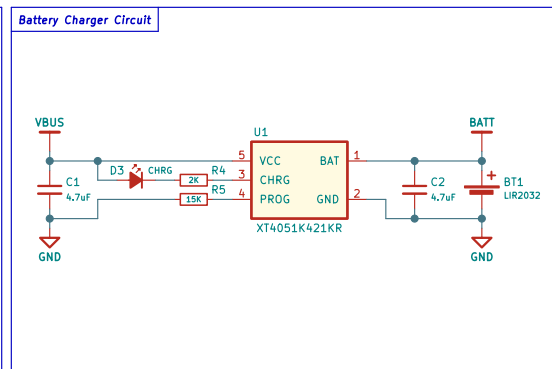 Battery Charger Circuit
VBUS
BATT
U1
D3
CHRG
R4
2K
R5
15K
5
3
4
VCC
CHRG
PROG
BAT
GND
1
2
XT4051K421KR
C1
4.7uF
C2
4.7uF
+
BT1
LIR2032
GND
GND